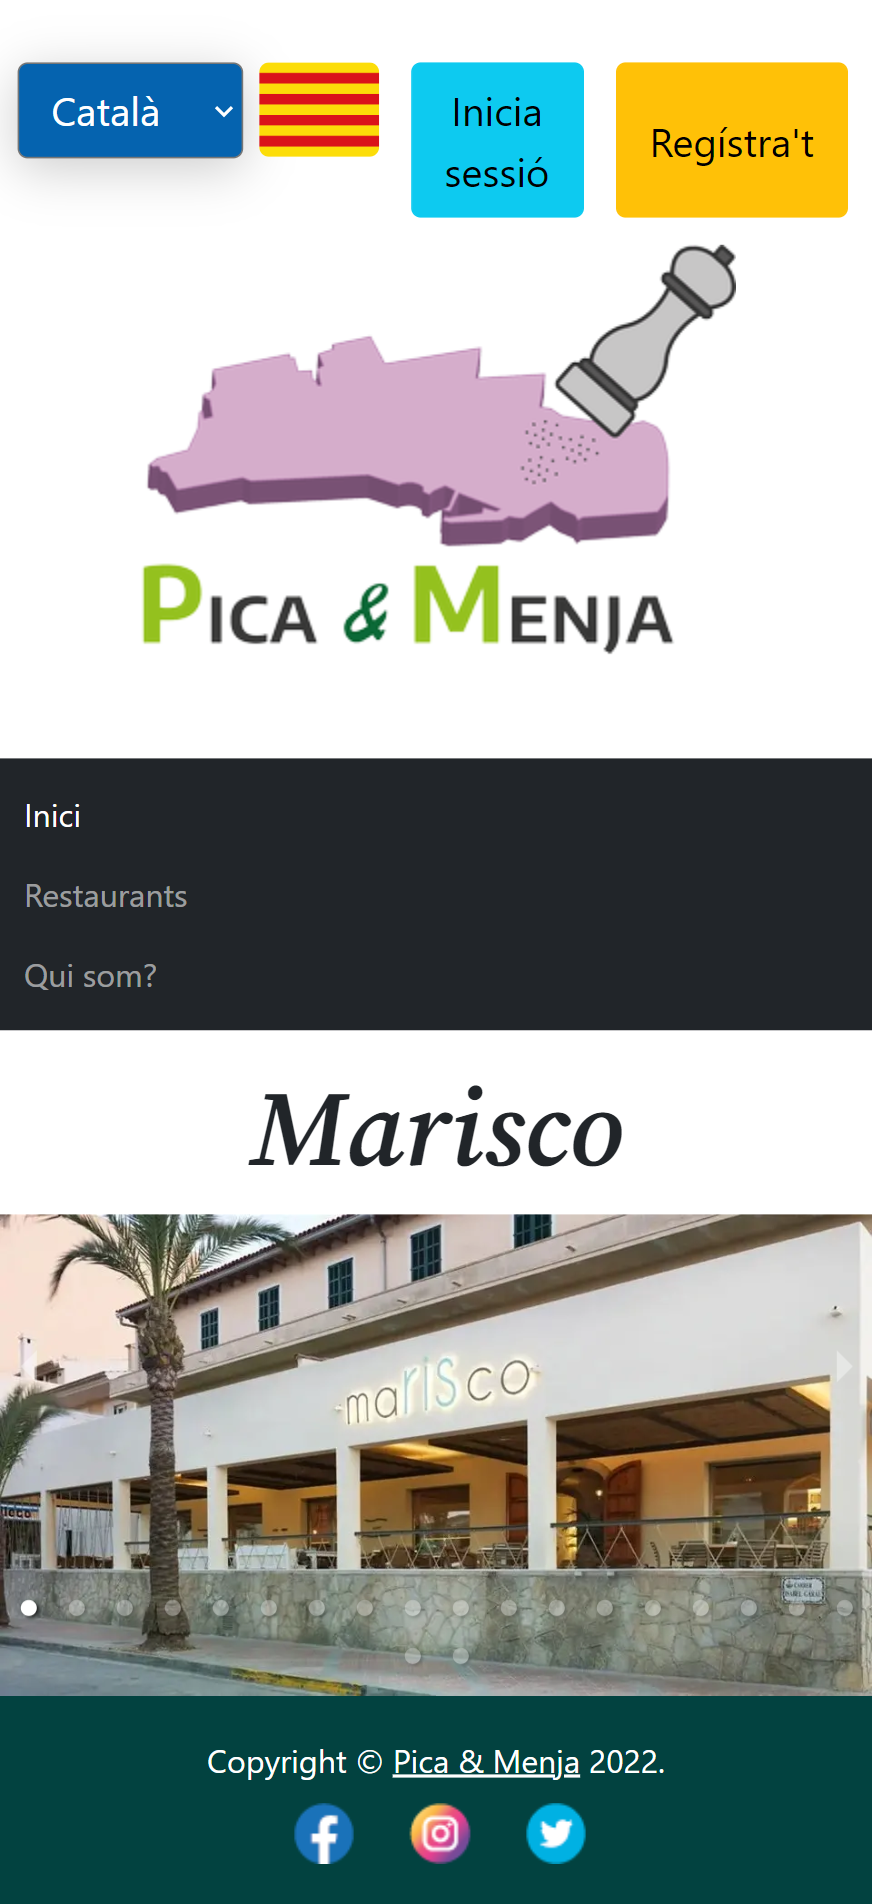 Català
Inicia
sessió
Regístra't
PICA & MENJA
Inici
Restaurants
Qui som?
Marisco
marisco
Copyright © Pica & Menja 2022.